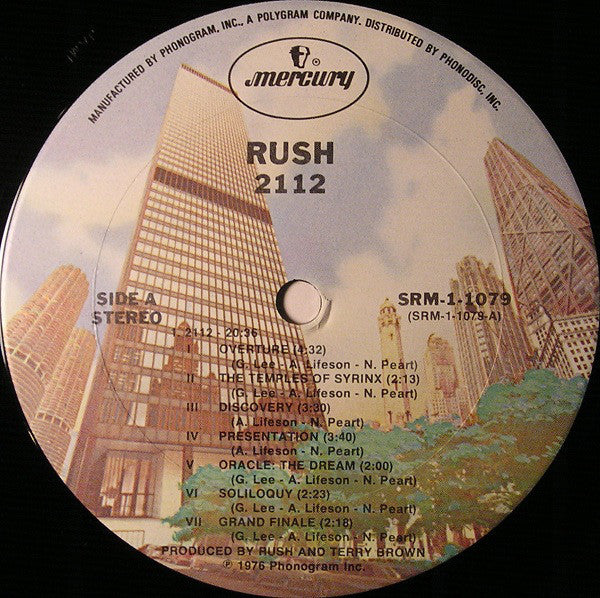 MANUFACTURED BY PHONOGRAM, INC., A POLYGRAM COMPANY. DISTRIBUTED BY PHONODISC, INC.
mercury
®
RUSH
2112
SIDE A
STEREO
SRM-1-1079
(SRM-1-1079-A)
1. 2112 - 20:36
I OVERTURE (4:32)
(G. Lee - A. Lifeson - N. Peart)
II THE TEMPLES OF SYRINX (2:13)
(G. Lee - A. Lifeson - N. Peart)
III DISCOVERY (3:30)
(A. Lifeson - N. Peart)
IV PRESENTATION (3:40)
(A. Lifeson - N. Peart)
V ORACLE: THE DREAM (2:00)
(G. Lee - A. Lifeson - N. Peart)
VI SOLILOQUY (2:23)
(G. Lee - A. Lifeson - N. Peart)
VII GRAND FINALE (2:18)
(G. Lee - A. Lifeson - N. Peart)
PRODUCED BY RUSH AND TERRY BROWN
℗ 1976 Phonogram Inc.